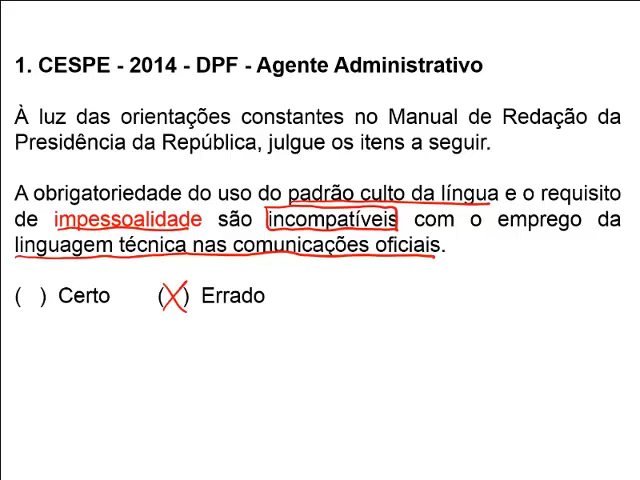 1. CESPE - 2014 - DPF - Agente Administrativo
À luz das orientações constantes no Manual de Redação da
Presidência da República, julgue os itens a seguir.
A obrigatoriedade do uso do padrão culto da língua e o requisito
de impessoalidade são incompatíveis com o emprego da
linguagem técnica nas comunicações oficiais.
( ) Certo (X) Errado